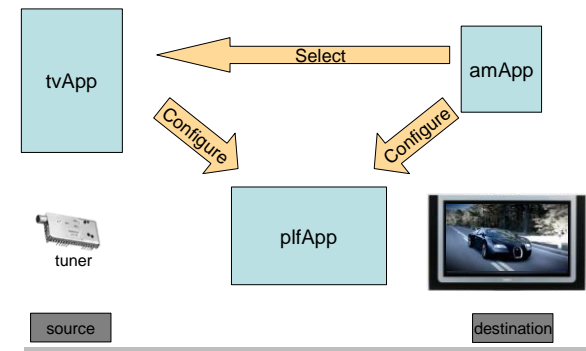 Select
tvApp
amApp
Configure
Configure
plfApp
tuner
source
destination